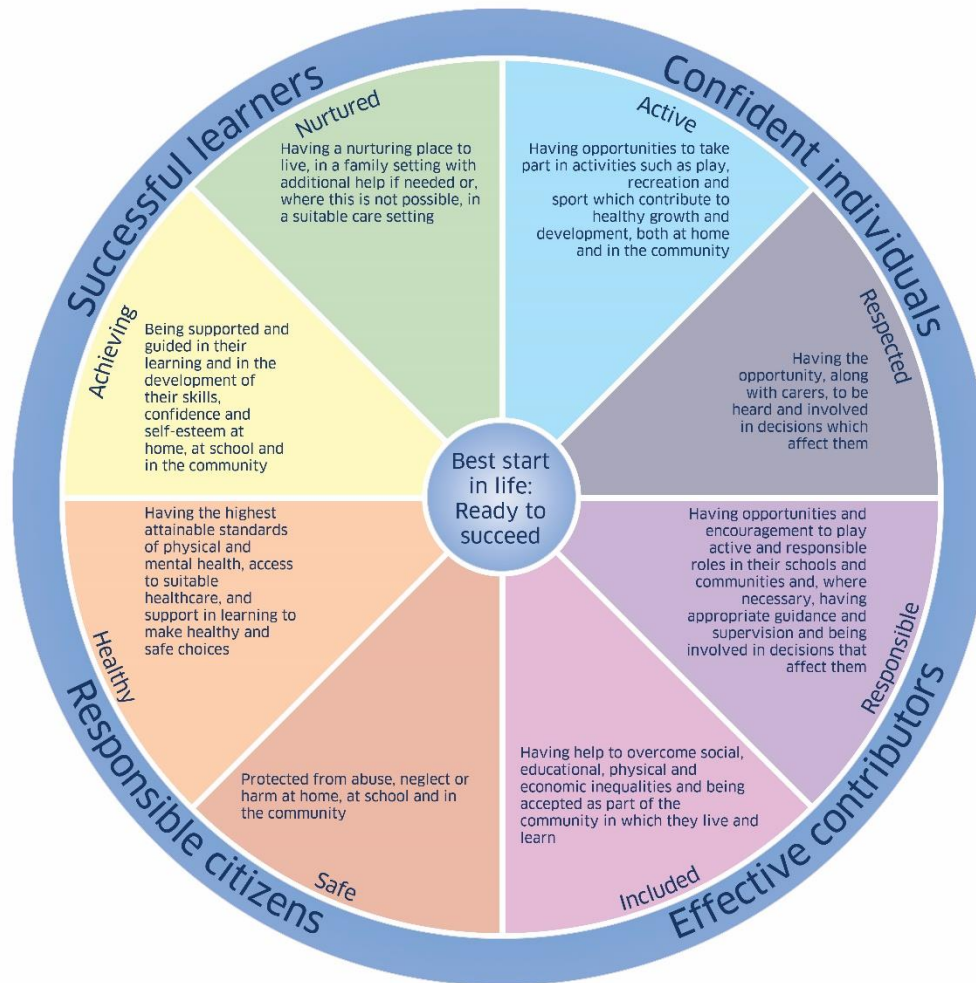 Successful learners
Confident individuals
Nurtured
Having a nurturing place to
live, in a family setting with
additional help if needed or,
where this is not possible, in
a suitable care setting
Active
Having opportunities to take
part in activities such as play,
recreation and
sport which contribute to
healthy growth and
development, both at home
and in the community
Achieving
Being supported and
guided in their
learning and in the
development of
their skills,
confidence and
self-esteem at
home, at school and
in the community
Respected
Having the
opportunity, along
with carers, to be
heard and involved
in decisions which
affect them
Best start
in life:
Ready to
succeed
Healthy
Having the highest
attainable standards
of physical and
mental health, access
to suitable
healthcare, and
support in learning to
make healthy and
safe choices
Responsible
Having opportunities and
encouragement to play
active and responsible
roles in their schools and
communities and, where
necessary, having
appropriate guidance and
supervision and being
involved in decisions that
affect them
Safe
Protected from abuse, neglect or
harm at home, at school and in
the community
Included
Having help to overcome social,
educational, physical and
economic inequalities and being
accepted as part of the
community in which they live and
learn
Responsible citizens
Effective contributors